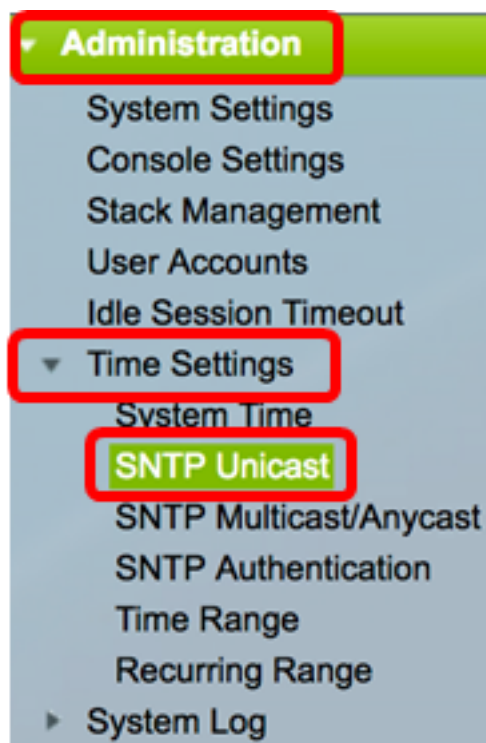 Administration
System Settings
Console Settings
Stack Management
User Accounts
Idle Session Timeout
Time Settings
System Time
SNTP Unicast
SNTP Multicast/Anycast
SNTP Authentication
Time Range
Recurring Range
System Log